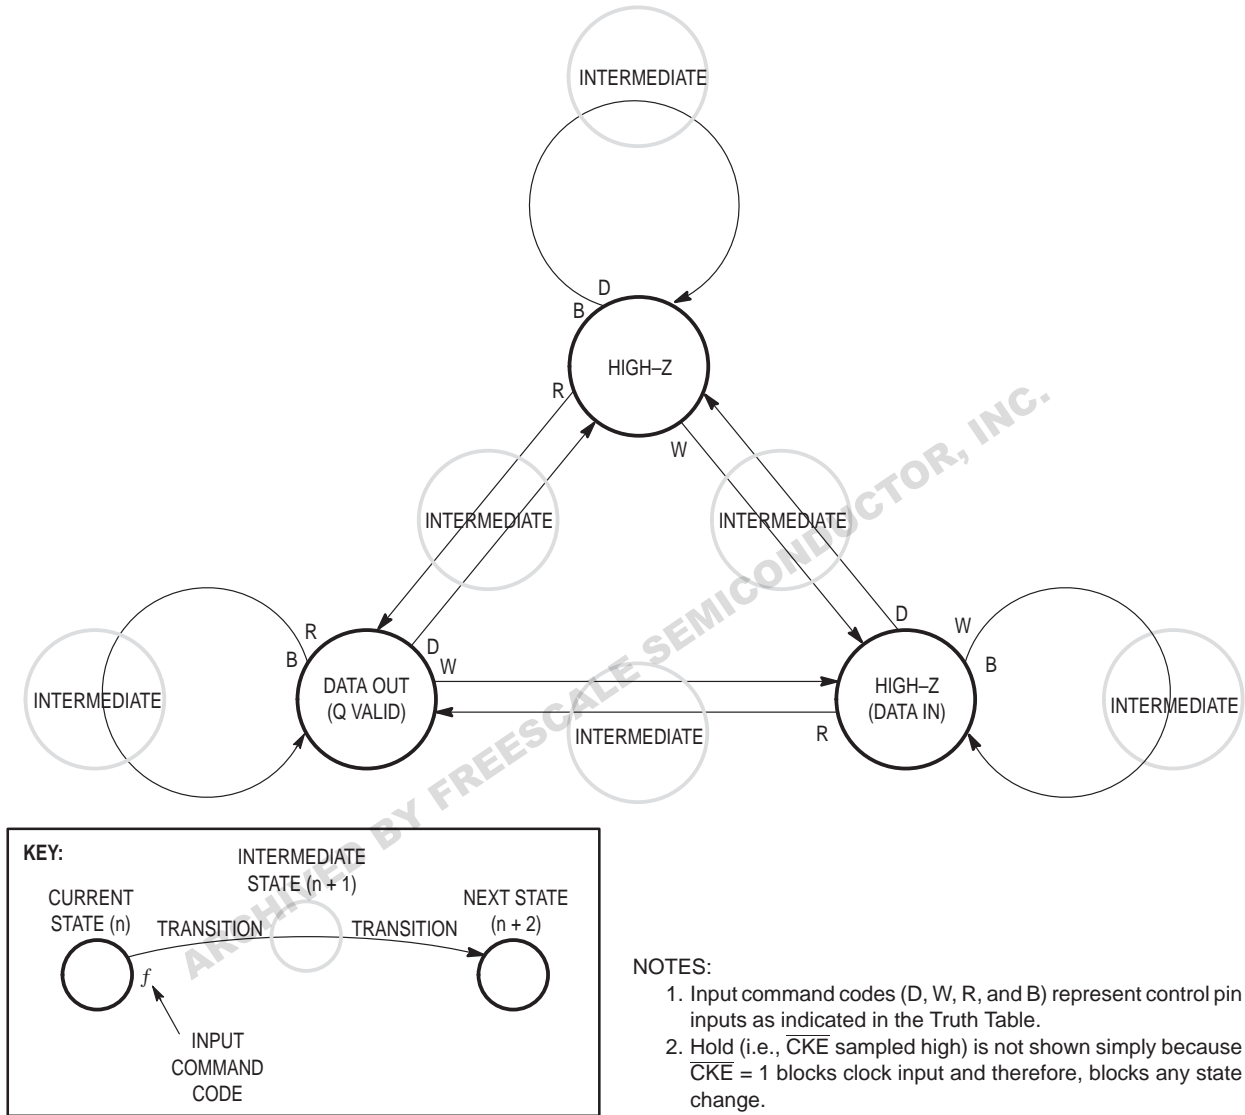 INTERMEDIATE
D
B
HIGH–Z
R
W
INTERMEDIATE
INTERMEDIATE
R
B
D
W
D
W
B
INTERMEDIATE
DATA OUT
(Q VALID)
HIGH–Z
(DATA IN)
R
INTERMEDIATE
INTERMEDIATE
ARCHIVED BY FREESCALE SEMICONDUCTOR, INC.
KEY:
INTERMEDIATE
STATE (n + 1)
CURRENT
STATE (n)
NEXT STATE
(n + 2)
TRANSITION
TRANSITION
f
INPUT
COMMAND
CODE
NOTES:
1. Input command codes (D, W, R, and B) represent control pin
inputs as indicated in the Truth Table.
2. Hold (i.e., C̅K̅E̅ sampled high) is not shown simply because
C̅K̅E̅ = 1 blocks clock input and therefore, blocks any state
change.